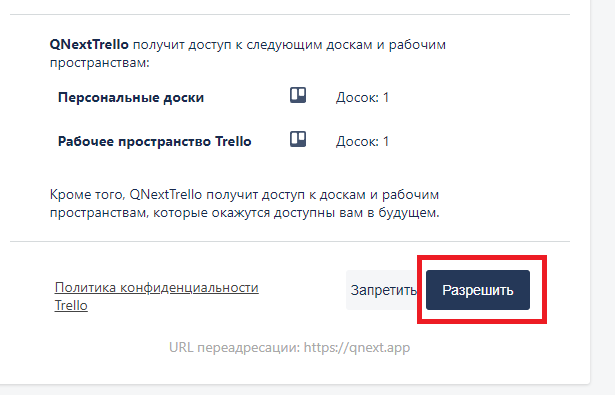 QNextTrello получит доступ к следующим доскам и рабочим
пространствам:
Персональные доски Досок: 1
Рабочее пространство Trello Досок: 1
Кроме того, QNextTrello получит доступ к доскам и рабочим
пространствам, которые окажутся доступны вам в будущем.
Политика конфиденциальности
Trello
Запретить Разрешить
URL переадресации: https://qnext.app